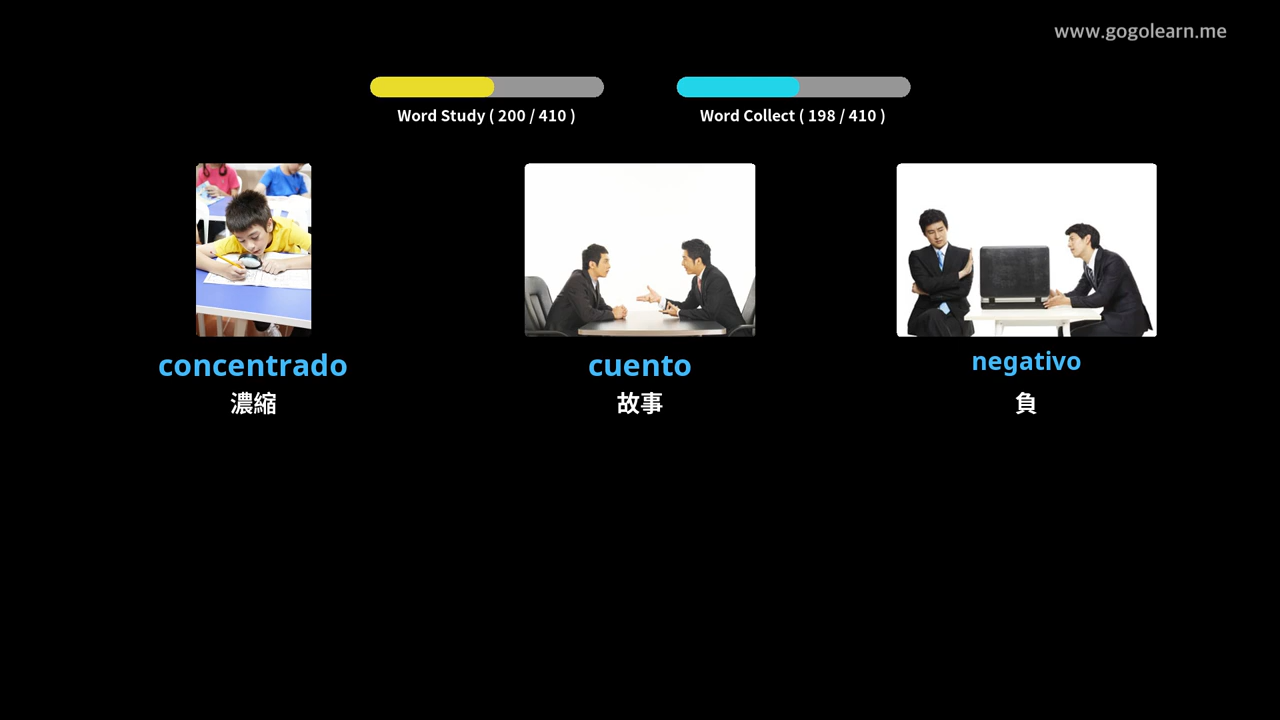 www.gogolearn.me
Word Study ( 200 / 410 )
Word Collect ( 198 / 410 )
concentrado
濃縮
cuento
故事
negativo
負